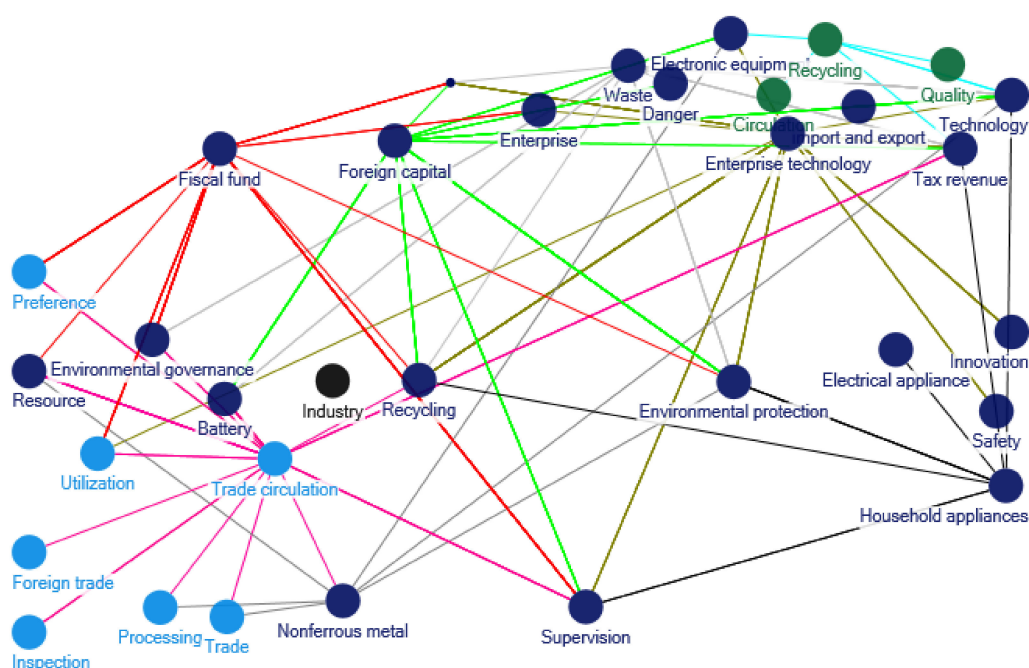 Electronic equipm
Recycling
Waste
Danger
Quality
Technology
Circulation
Import and export
Enterprise
Foreign capital
Enterprise technology
Fiscal fund
Tax revenue
Preference
Environmental governance
Innovation
Resource
Electrical appliance
Industry
Recycling
Environmental protection
Battery
Safety
Utilization
Trade circulation
Household appliances
Foreign trade
Processing
Trade
Nonferrous metal
Supervision
Inspection